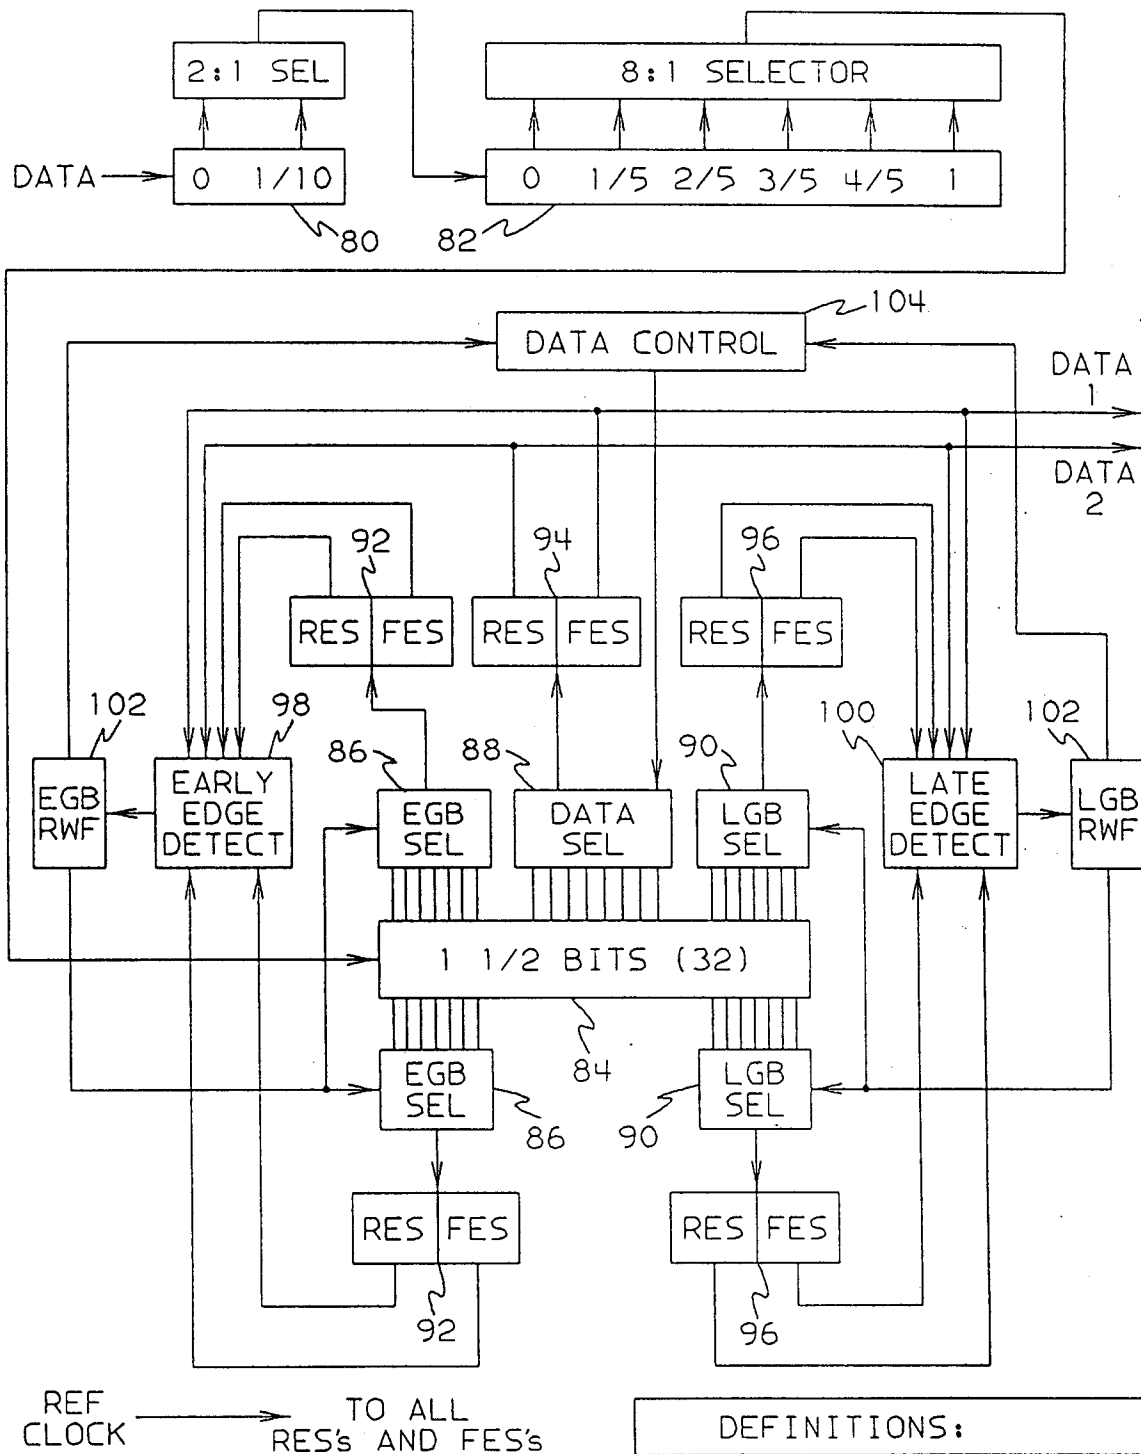 2:1 SEL
8:1 SELECTOR
DATA
0 1/10
0 1/5 2/5 3/5 4/5 1
80
82
104
DATA CONTROL
DATA
1
DATA
2
92
94
96
RES FES
RES FES
RES FES
102
98
86
88
90
100
102
EGB
RWF
EARLY
EDGE
DETECT
EGB
SEL
DATA
SEL
LGB
SEL
LATE
EDGE
DETECT
LGB
RWF
1 1/2 BITS (32)
84
EGB
SEL
86
90
LGB
SEL
RES FES
RES FES
92
96
REF
CLOCK
TO ALL
RES's AND FES's
DEFINITIONS: